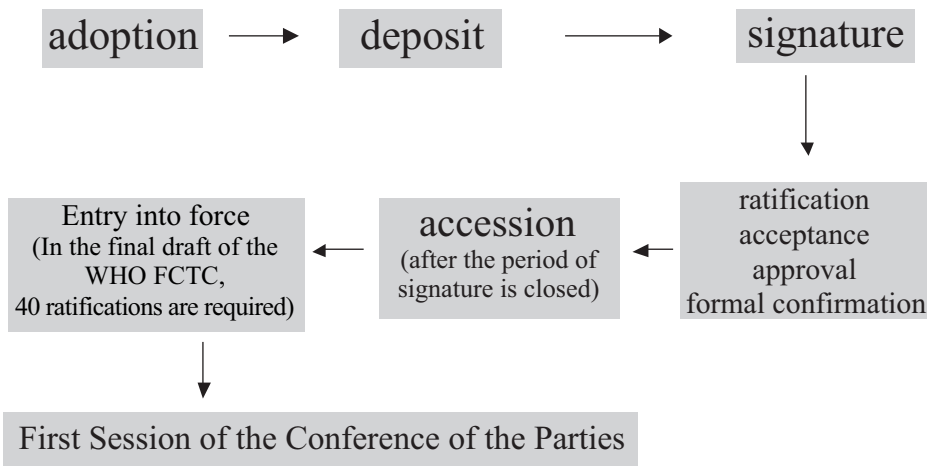 adoption
deposit
signature
ratification
acceptance
approval
formal confirmation
accession
(after the period of
signature is closed)
Entry into force
(In the final draft of the
WHO FCTC,
40 ratifications are required)
First Session of the Conference of the Parties